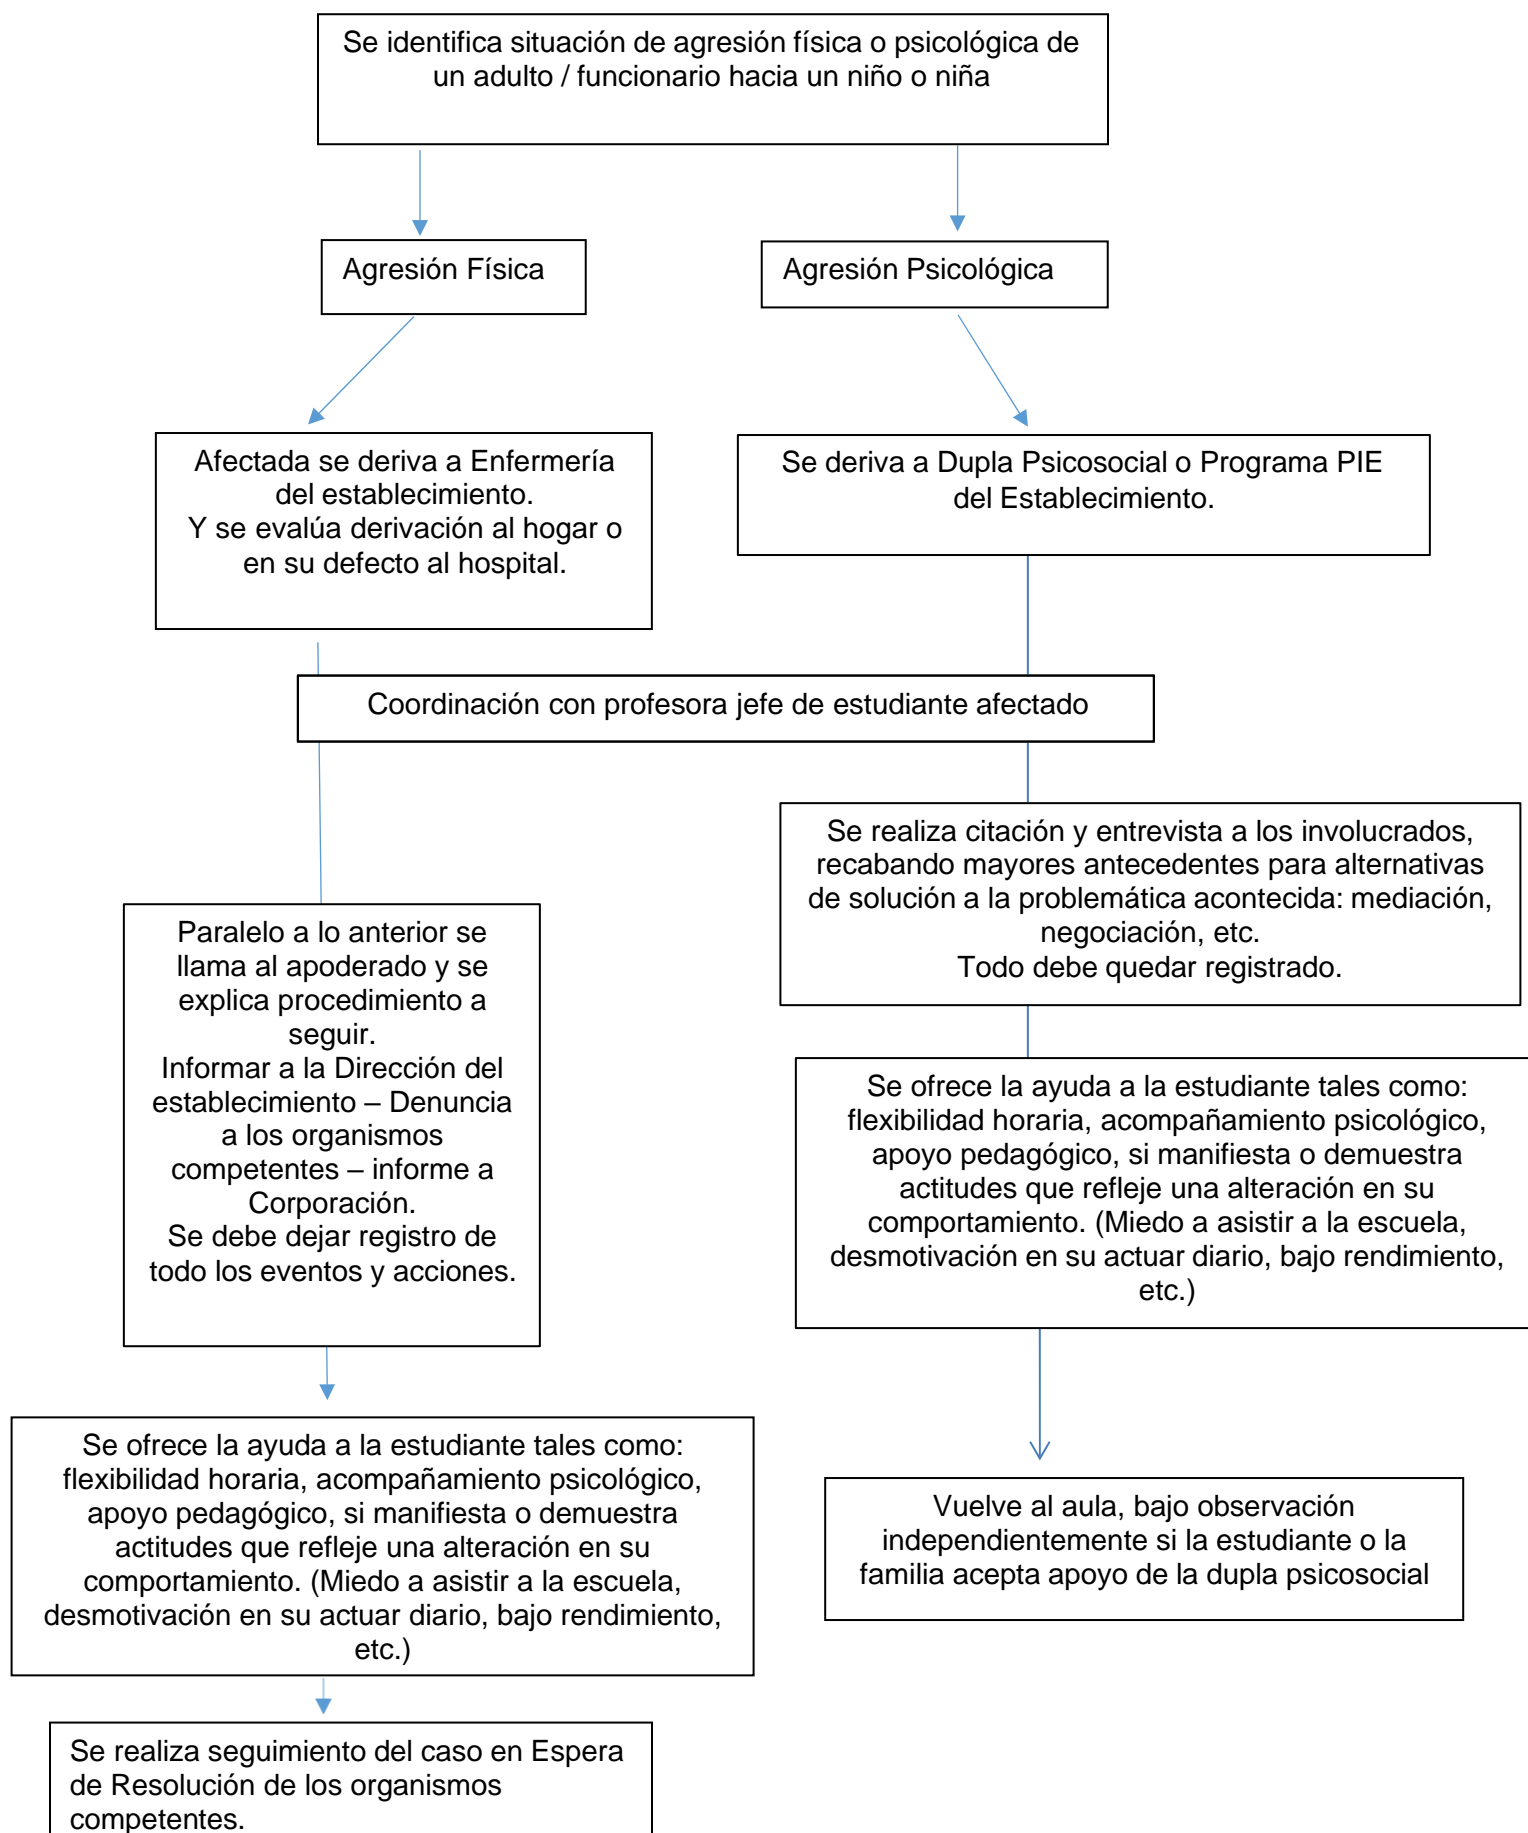 Se identifica situación de agresión física o psicológica de
un adulto / funcionario hacia un niño o niña
Agresión Física
Agresión Psicológica
Afectada se deriva a Enfermería
del establecimiento.
Y se evalúa derivación al hogar o
en su defecto al hospital.
Se deriva a Dupla Psicosocial o Programa PIE
del Establecimiento.
Coordinación con profesora jefe de estudiante afectado
Se realiza citación y entrevista a los involucrados,
recabando mayores antecedentes para alternativas
de solución a la problemática acontecida: mediación,
negociación, etc.
Todo debe quedar registrado.
Paralelo a lo anterior se
llama al apoderado y se
explica procedimiento a
seguir.
Informar a la Dirección del
establecimiento – Denuncia
a los organismos
competentes – informe a
Corporación.
Se debe dejar registro de
todo los eventos y acciones.
Se ofrece la ayuda a la estudiante tales como:
flexibilidad horaria, acompañamiento psicológico,
apoyo pedagógico, si manifiesta o demuestra
actitudes que refleje una alteración en su
comportamiento. (Miedo a asistir a la escuela,
desmotivación en su actuar diario, bajo rendimiento,
etc.)
Se ofrece la ayuda a la estudiante tales como:
flexibilidad horaria, acompañamiento psicológico,
apoyo pedagógico, si manifiesta o demuestra
actitudes que refleje una alteración en su
comportamiento. (Miedo a asistir a la escuela,
desmotivación en su actuar diario, bajo rendimiento,
etc.)
Vuelve al aula, bajo observación
independientemente si la estudiante o la
familia acepta apoyo de la dupla psicosocial
Se realiza seguimiento del caso en Espera
de Resolución de los organismos
competentes.